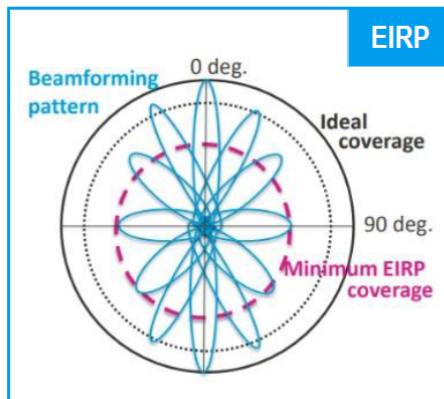 EIRP
0 deg.
Beamforming
pattern
Ideal
coverage
90 deg.
Minimum EIRP
coverage